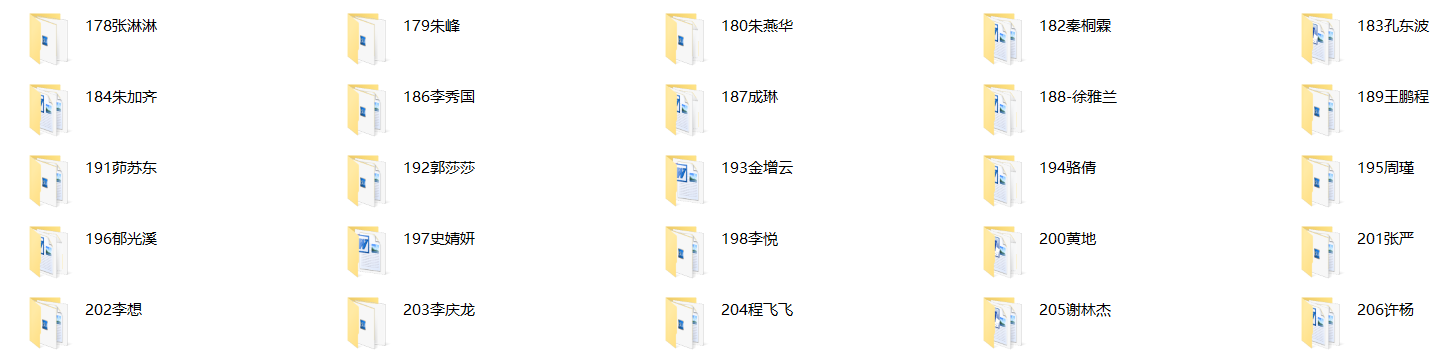 178张淋淋 179朱峰 180朱燕华 182秦桐霖 183孔东波
184朱加齐 186李秀国 187成琳 188-徐雅兰 189王鹏程
191茆苏东 192郭莎莎 193金增云 194骆倩 195周瑾
196郁光溪 197史婧妍 198李悦 200黄地 201张严
202李想 203李庆龙 204程飞飞 205谢林杰 206许杨